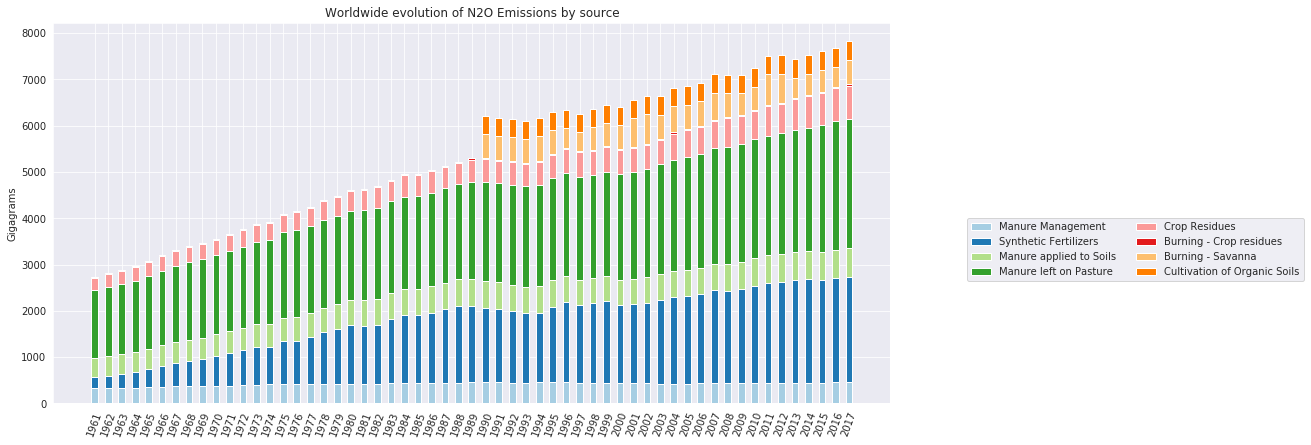 Worldwide evolution of N2O Emissions by source
Gigagrams
8000
7000
6000
5000
4000
3000
2000
1000
0
1961 1962 1963 1964 1965 1966 1967 1968 1969 1970 1971 1972 1973 1974 1975 1976 1977 1978 1979 1980 1981 1982 1983 1984 1985 1986 1987 1988 1989 1990 1991 1992 1993 1994 1995 1996 1997 1998 1999 2000 2001 2002 2003 2004 2005 2006 2007 2008 2009 2010 2011 2012 2013 2014 2015 2016 2017
Manure Management
Synthetic Fertilizers
Manure applied to Soils
Manure left on Pasture
Crop Residues
Burning - Crop residues
Burning - Savanna
Cultivation of Organic Soils